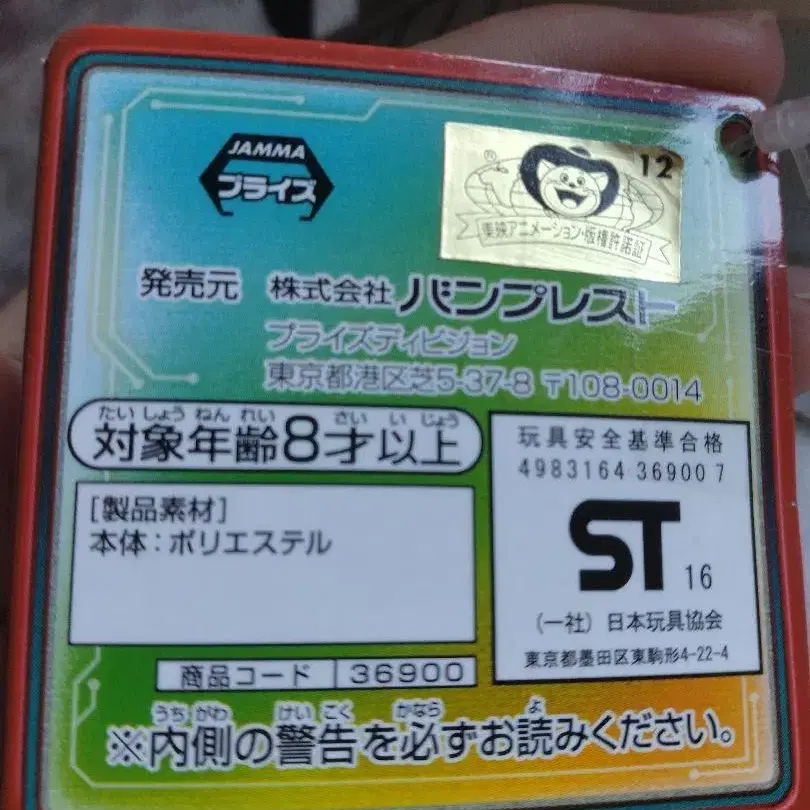 JAMMA
プライズ
® 12
東映アニメーション・版権許諾証
発売元 株式会社 バンプレスト
プライズディビジョン
東京都港区芝5-37-8 〒108-0014
たいしょうねんれい さいいじょう
対象年齢8才以上
玩具安全基準合格
4983164 36900 7
ST 16
(一社) 日本玩具協会
東京都墨田区東駒形4-22-4
[製品素材]
本体:ポリエステル
商品コード 36900
うちがわ けいこく かなら よ
※内側の警告を必ずお読みください。